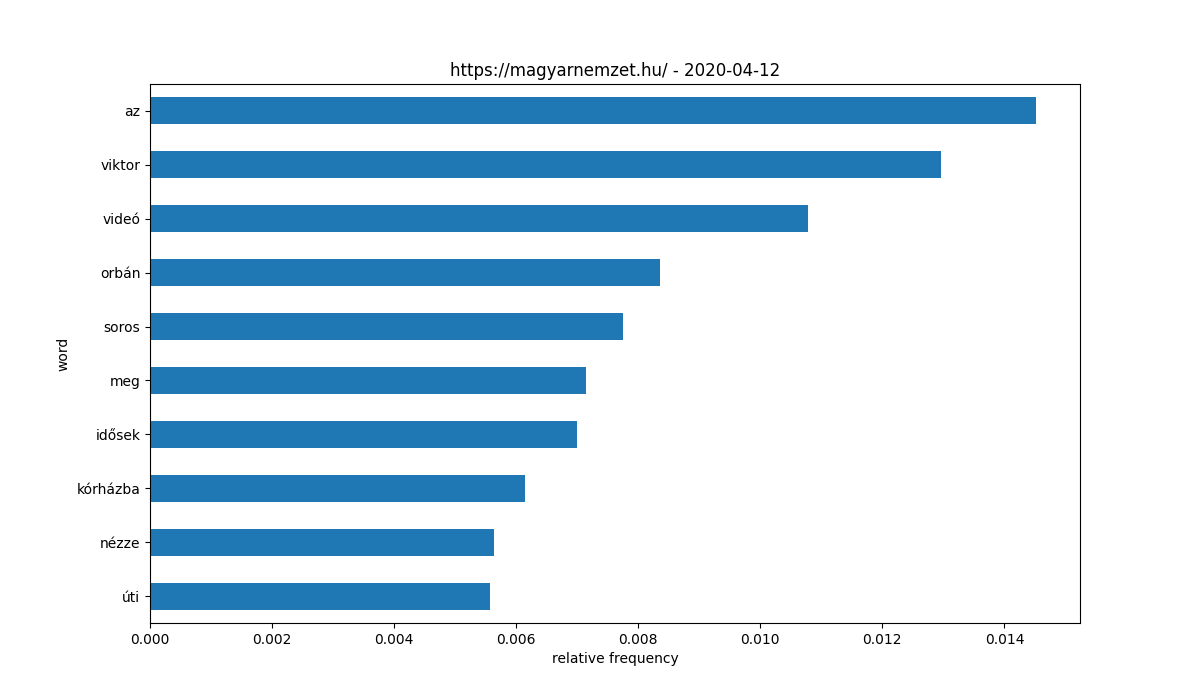 https://magyarnemzet.hu/ - 2020-04-12
az
viktor
videó
orbán
soros
meg
idősek
kórházba
nézze
úti
word
0.000 0.002 0.004 0.006 0.008 0.010 0.012 0.014
relative frequency